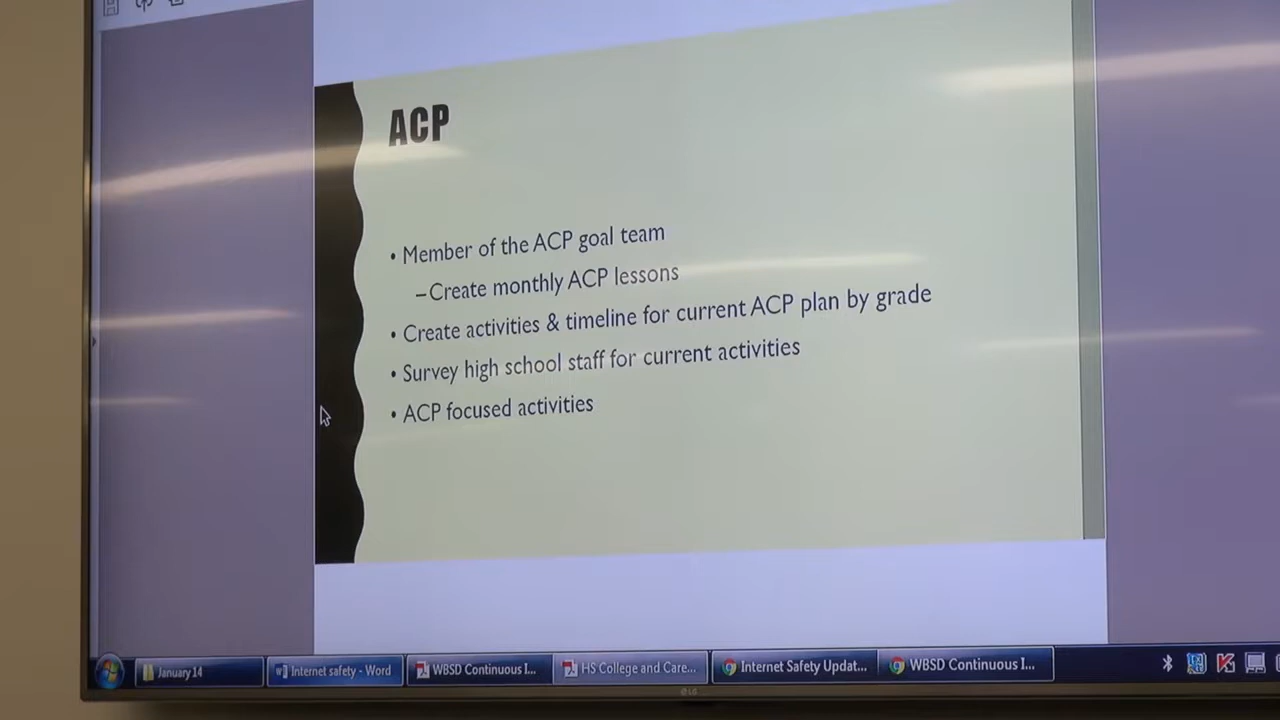 ACP
• Member of the ACP goal team
–Create monthly ACP lessons
• Create activities & timeline for current ACP plan by grade
• Survey high school staff for current activities
• ACP focused activities
January 14
Internet safety - Word
WBSD Continuous I...
HS College and Care...
Internet Safety Updat...
WBSD Continuous I...
LG